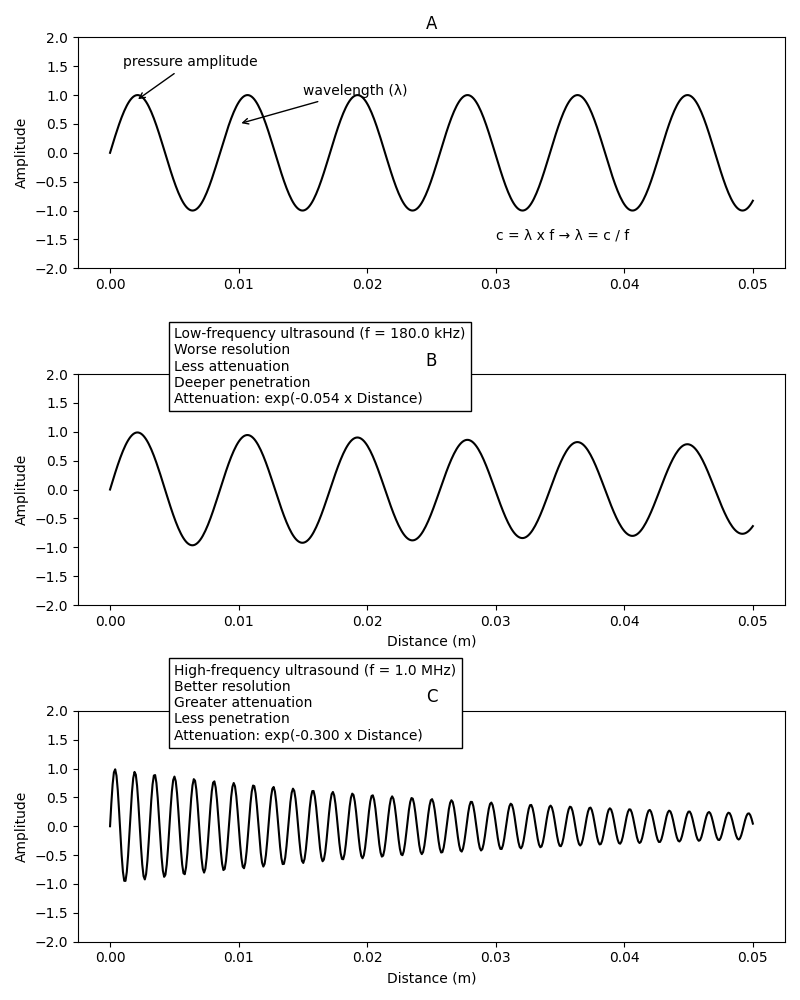 A
pressure amplitude
wavelength (λ)
c = λ x f → λ = c / f
Amplitude
2.0
1.5
1.0
0.5
0.0
−0.5
−1.0
−1.5
−2.0
0.00 0.01 0.02 0.03 0.04 0.05
Low-frequency ultrasound (f = 180.0 kHz)
Worse resolution
Less attenuation
Deeper penetration
Attenuation: exp(-0.054 x Distance)
B
Amplitude
2.0
1.5
1.0
0.5
0.0
−0.5
−1.0
−1.5
−2.0
0.00 0.01 0.02 0.03 0.04 0.05
Distance (m)
High-frequency ultrasound (f = 1.0 MHz)
Better resolution
Greater attenuation
Less penetration
Attenuation: exp(-0.300 x Distance)
C
Amplitude
2.0
1.5
1.0
0.5
0.0
−0.5
−1.0
−1.5
−2.0
0.00 0.01 0.02 0.03 0.04 0.05
Distance (m)